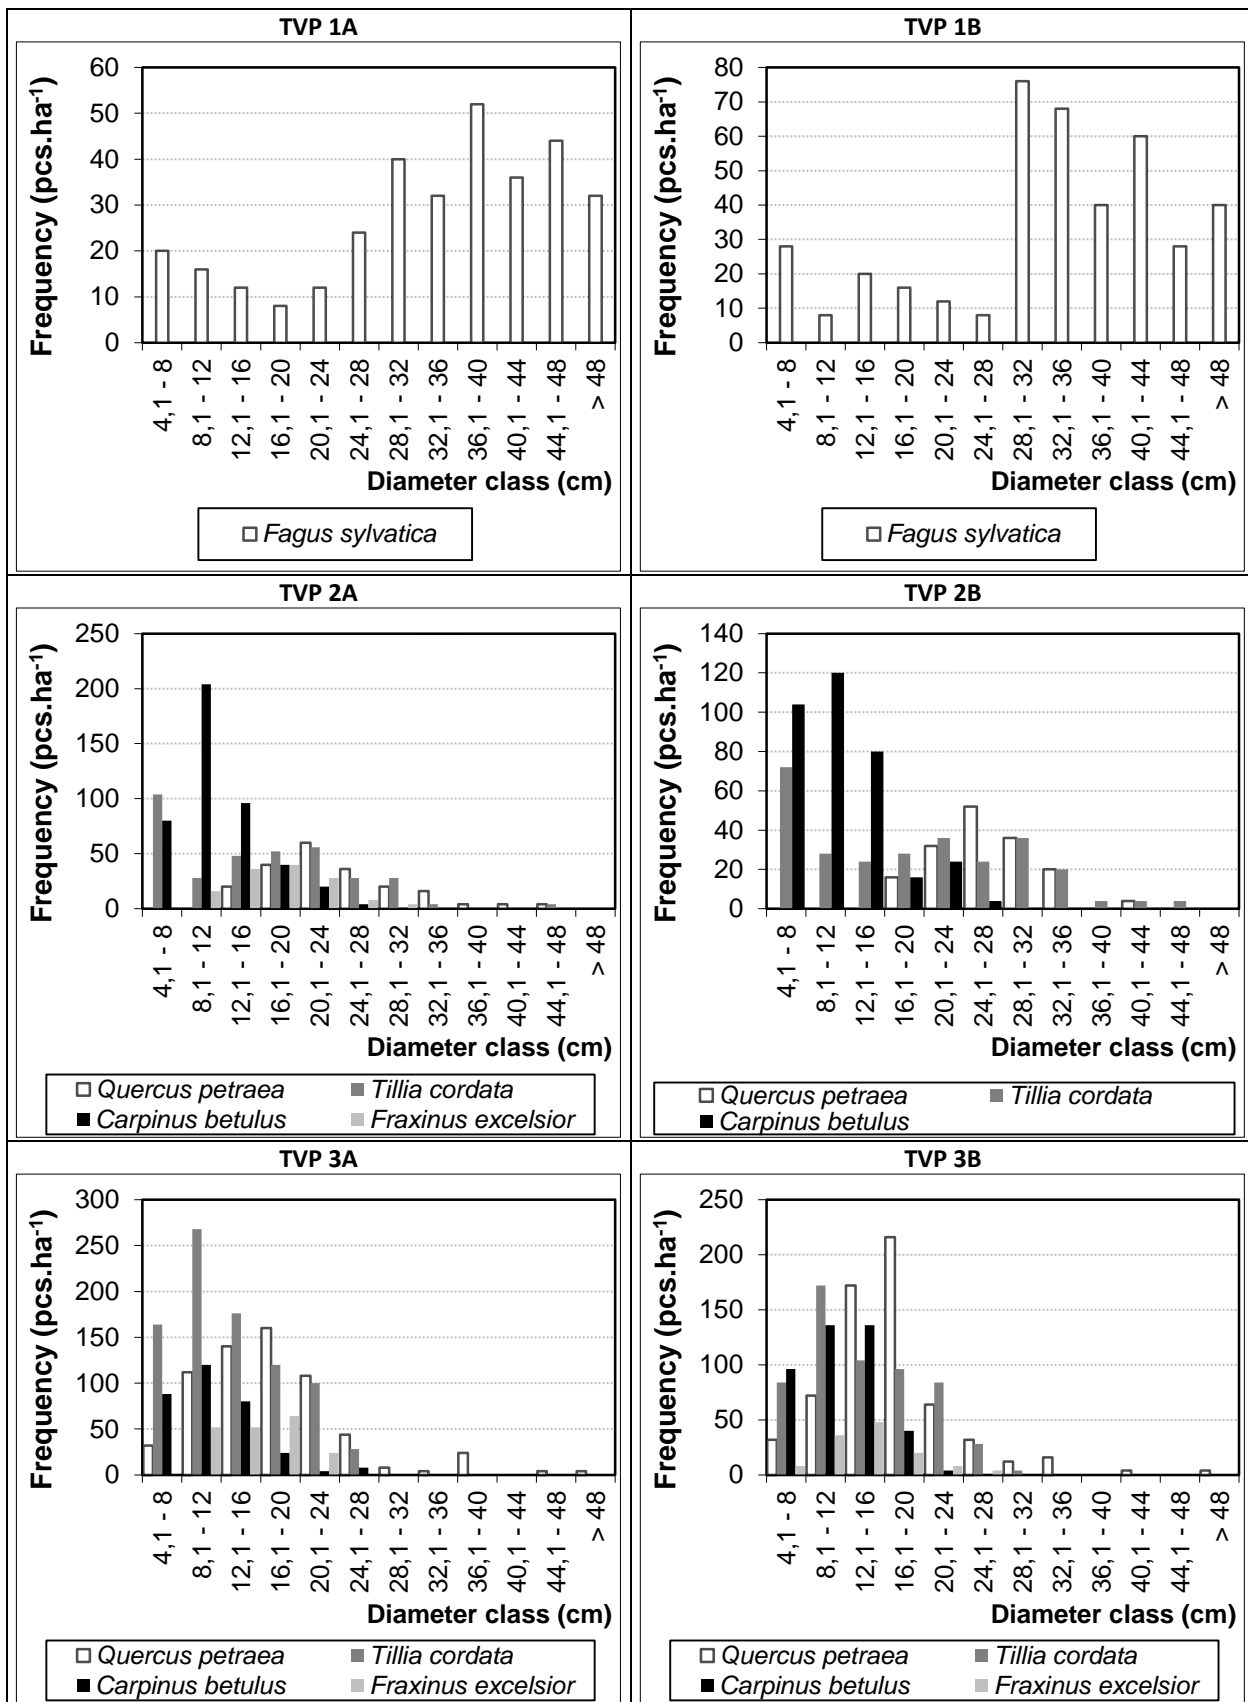 TVP 1A
Frequency (pcs.ha-1)
60
50
40
30
20
10
0
4,1 - 8
8,1 - 12
12,1 - 16
16,1 - 20
20,1 - 24
24,1 - 28
28,1 - 32
32,1 - 36
36,1 - 40
40,1 - 44
44,1 - 48
> 48
Diameter class (cm)
Fagus sylvatica
TVP 1B
Frequency (pcs.ha-1)
80
70
60
50
40
30
20
10
0
4,1 - 8
8,1 - 12
12,1 - 16
16,1 - 20
20,1 - 24
24,1 - 28
28,1 - 32
32,1 - 36
36,1 - 40
40,1 - 44
44,1 - 48
> 48
Diameter class (cm)
Fagus sylvatica
TVP 2A
Frequency (pcs.ha-1)
250
200
150
100
50
0
4,1 - 8
8,1 - 12
12,1 - 16
16,1 - 20
20,1 - 24
24,1 - 28
28,1 - 32
32,1 - 36
36,1 - 40
40,1 - 44
44,1 - 48
> 48
Diameter class (cm)
Quercus petraea Tillia cordata
Carpinus betulus Fraxinus excelsior
TVP 2B
Frequency (pcs.ha-1)
140
120
100
80
60
40
20
0
4,1 - 8
8,1 - 12
12,1 - 16
16,1 - 20
20,1 - 24
24,1 - 28
28,1 - 32
32,1 - 36
36,1 - 40
40,1 - 44
44,1 - 48
> 48
Diameter class (cm)
Quercus petraea Tillia cordata
Carpinus betulus
TVP 3A
Frequency (pcs.ha-1)
300
250
200
150
100
50
0
4,1 - 8
8,1 - 12
12,1 - 16
16,1 - 20
20,1 - 24
24,1 - 28
28,1 - 32
32,1 - 36
36,1 - 40
40,1 - 44
44,1 - 48
> 48
Diameter class (cm)
Quercus petraea Tillia cordata
Carpinus betulus Fraxinus excelsior
TVP 3B
Frequency (pcs.ha-1)
250
200
150
100
50
0
4,1 - 8
8,1 - 12
12,1 - 16
16,1 - 20
20,1 - 24
24,1 - 28
28,1 - 32
32,1 - 36
36,1 - 40
40,1 - 44
44,1 - 48
> 48
Diameter class (cm)
Quercus petraea Tillia cordata
Carpinus betulus Fraxinus excelsior